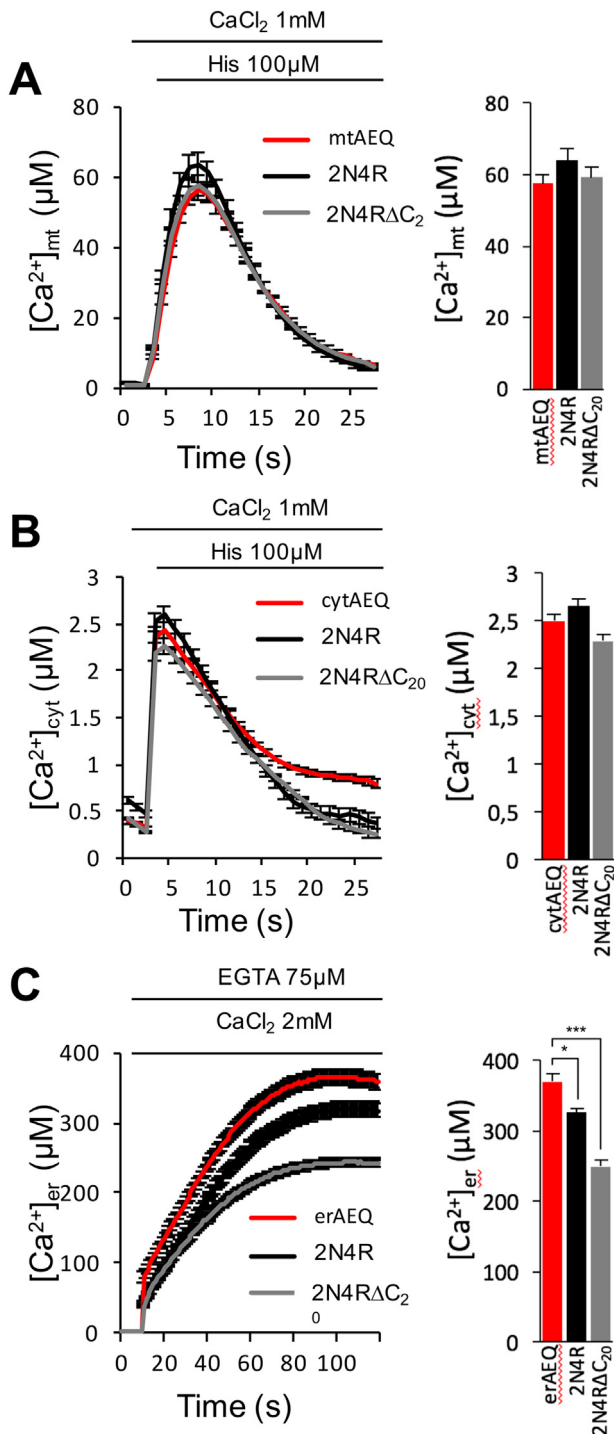 CaCl₂ 1mM
His 100µM
A
[Ca²⁺]mt (µM)
80
60
40
20
0
mtAEQ
2N4R
2N4RΔC₂
0 5 10 15 20 25
Time (s)
[Ca²⁺]mt (µM)
80
60
40
20
0
mtAEQ
2N4R
2N4RΔC₂₀
CaCl₂ 1mM
B
His 100µM
[Ca²⁺]cyt (µM)
3
2.5
2
1.5
1
0.5
0
cytAEQ
2N4R
2N4RΔC₂₀
0 5 10 15 20 25
Time (s)
[Ca²⁺]cyt (µM)
3
2,5
2
1,5
1
0,5
0
cytAEQ
2N4R
2N4RΔC₂₀
C
EGTA 75µM
CaCl₂ 2mM
[Ca²⁺]er (µM)
400
300
200
100
0
erAEQ
2N4R
2N4RΔC₂
0
0 20 40 60 80 100
Time (s)
[Ca²⁺]er (µM)
400
300
200
100
0
***
*
erAEQ
2N4R
2N4RΔC₂₀